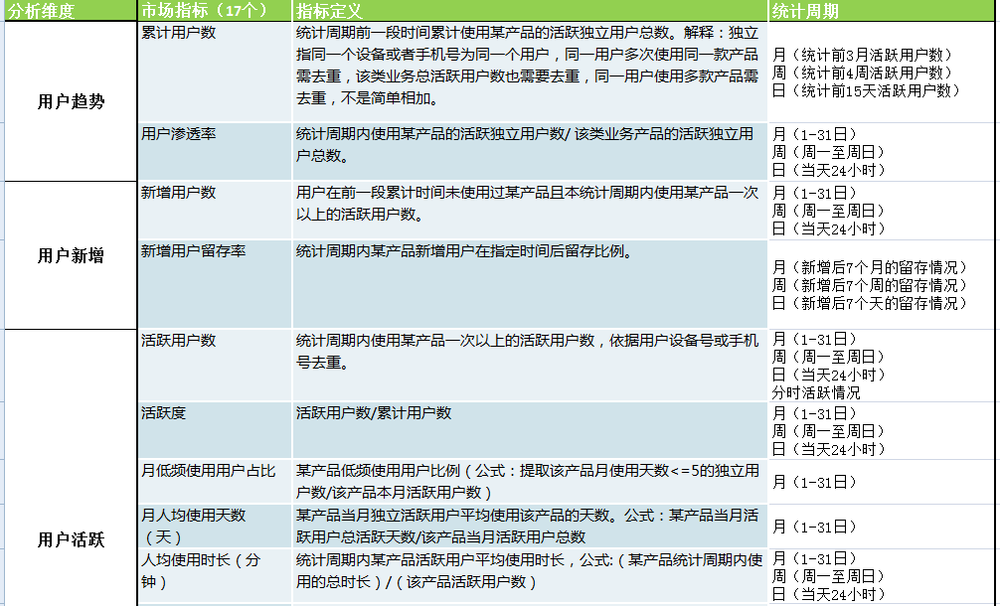 分析维度 市场指标（17个） 指标定义 统计周期
用户趋势
累计用户数
统计周期前一段时间累计使用某产品的活跃独立用户总数。解释：独立
指同一个设备或者手机号为同一个用户，同一用户多次使用同一款产品
需去重，该类业务总活跃用户数也需要去重，同一用户使用多款产品需
去重，不是简单相加。
月（统计前3月活跃用户数）
周（统计前4周活跃用户数）
日（统计前15天活跃用户数）
用户渗透率
统计周期内使用某产品的活跃独立用户数/ 该类业务产品的活跃独立用
户总数。
月（1-31日）
周（周一至周日）
日（当天24小时）
用户新增
新增用户数
用户在前一段累计时间未使用过某产品且本统计周期内使用某产品一次
以上的活跃用户数。
月（1-31日）
周（周一至周日）
日（当天24小时）
新增用户留存率
统计周期内某产品新增用户在指定时间后留存比例。
月（新增后7个月的留存情况）
周（新增后7个周的留存情况）
日（新增后7个天的留存情况）
用户活跃
活跃用户数
统计周期内使用某产品一次以上的活跃用户数，依据用户设备号或手机
号去重。
月（1-31日）
周（周一至周日）
日（当天24小时）
分时活跃情况
活跃度
活跃用户数/累计用户数
月（1-31日）
周（周一至周日）
日（当天24小时）
月低频使用用户占比
某产品低频使用用户比例（公式：提取该产品月使用天数<=5的独立用
户数/该产品本月活跃用户数）
月（1-31日）
月人均使用天数
（天）
某产品当月独立活跃用户平均使用该产品的天数。公式：某产品当月活
跃用户总活跃天数/该产品当月活跃用户总数
月（1-31日）
人均使用时长（分
钟）
统计周期内某产品活跃用户平均使用时长，公式:（某产品统计周期内使
用的总时长）/（该产品活跃用户数）
月（1-31日）
周（周一至周日）
日（当天24小时）